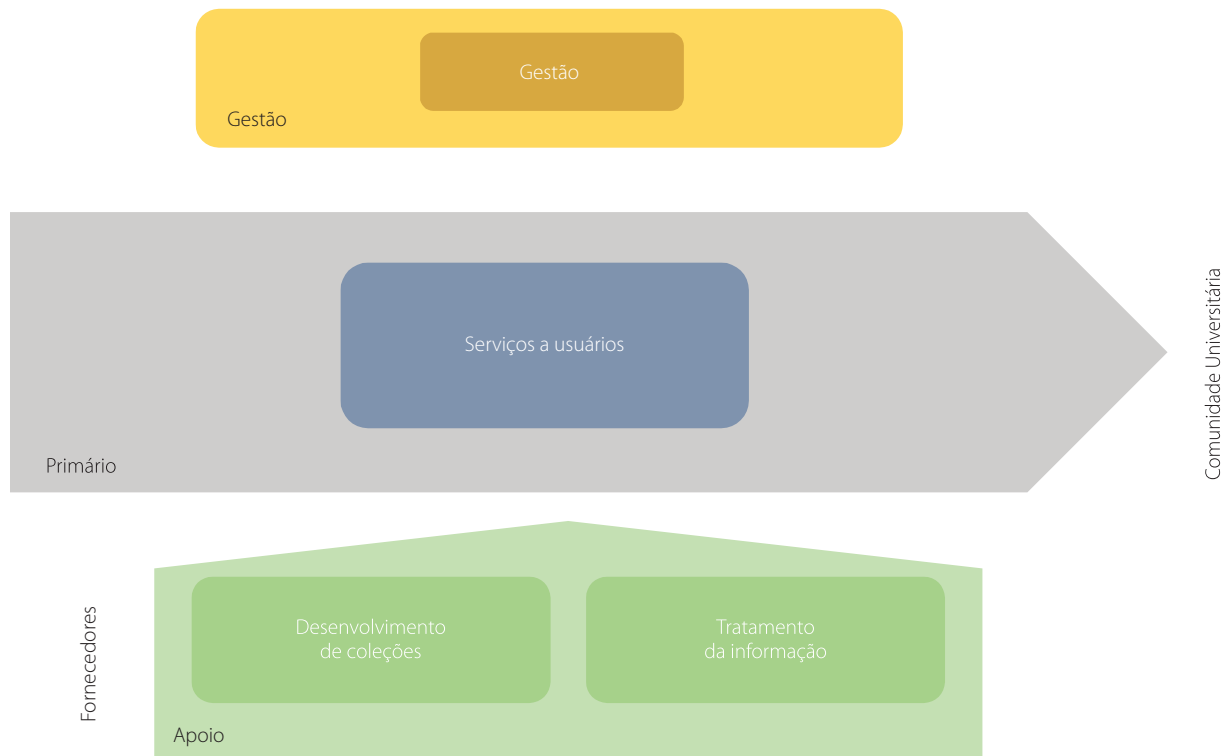 Gestão
Gestão
Serviços a usuários
Primário
Comunidade Universitária
Desenvolvimento
de coleções
Tratamento
da informação
Fornecedores
Apoio